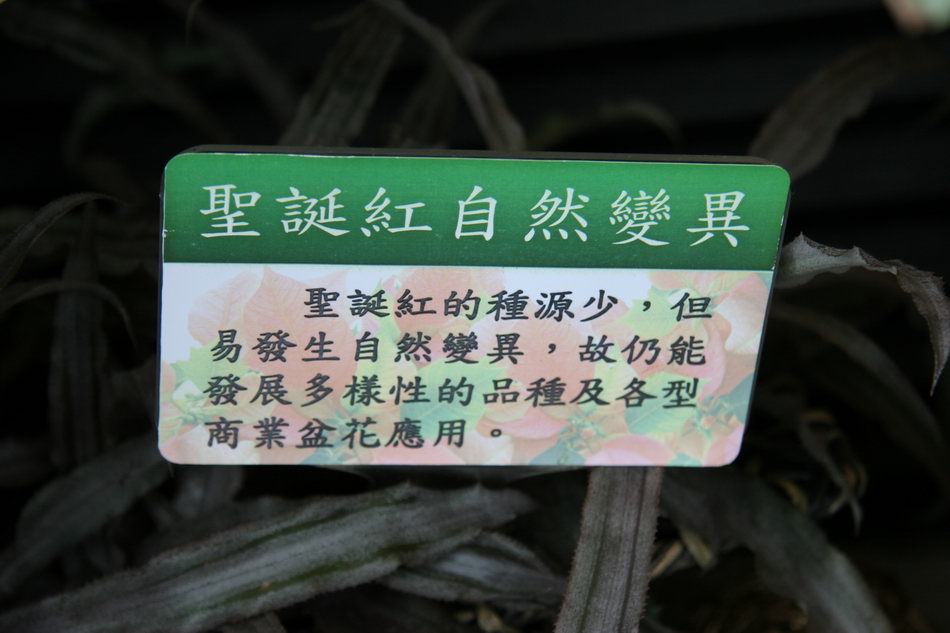 聖誕紅自然變異
聖誕紅的種源少，但
易發生自然變異，故仍能
發展多樣性的品種及各型
商業盆花應用。